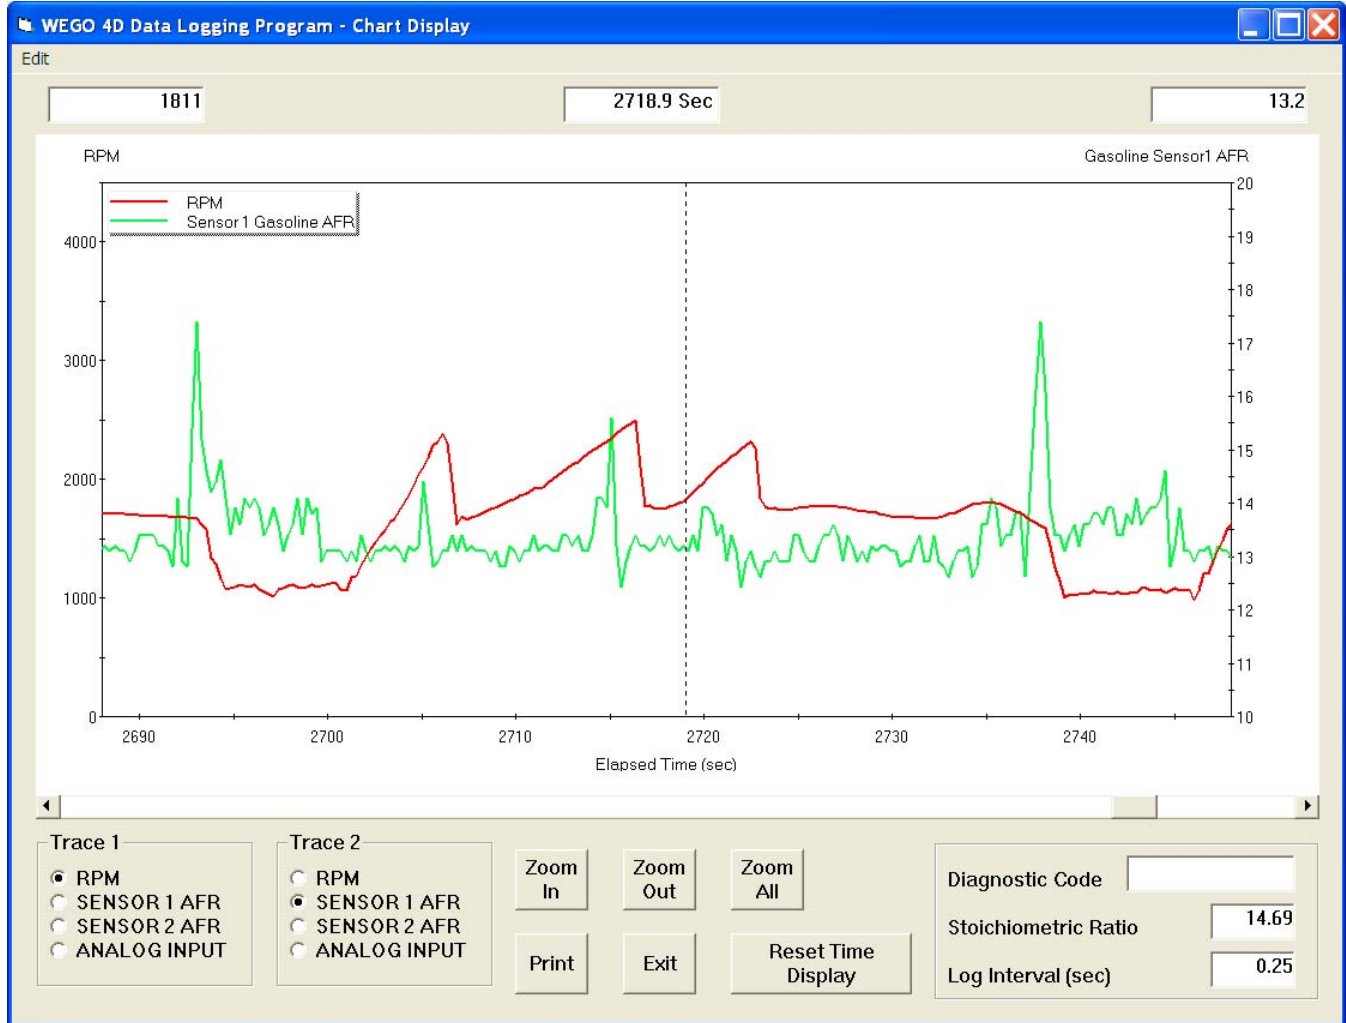 WEGO 4D Data Logging Program - Chart Display
Edit
1811 2718.9 Sec 13.2
RPM Gasoline Sensor1 AFR
RPM
Sensor1 Gasoline AFR
20
19
18
17
16
15
14
13
12
11
10
4000
3000
2000
1000
0
2690 2700 2710 2720 2730 2740
Elapsed Time (sec)
Trace 1
RPM
SENSOR 1 AFR
SENSOR 2 AFR
ANALOG INPUT
Trace 2
RPM
SENSOR 1 AFR
SENSOR 2 AFR
ANALOG INPUT
Zoom
In
Zoom
Out
Zoom
All
Print
Exit
Reset Time
Display
Diagnostic Code
Stoichiometric Ratio 14.69
Log Interval (sec) 0.25